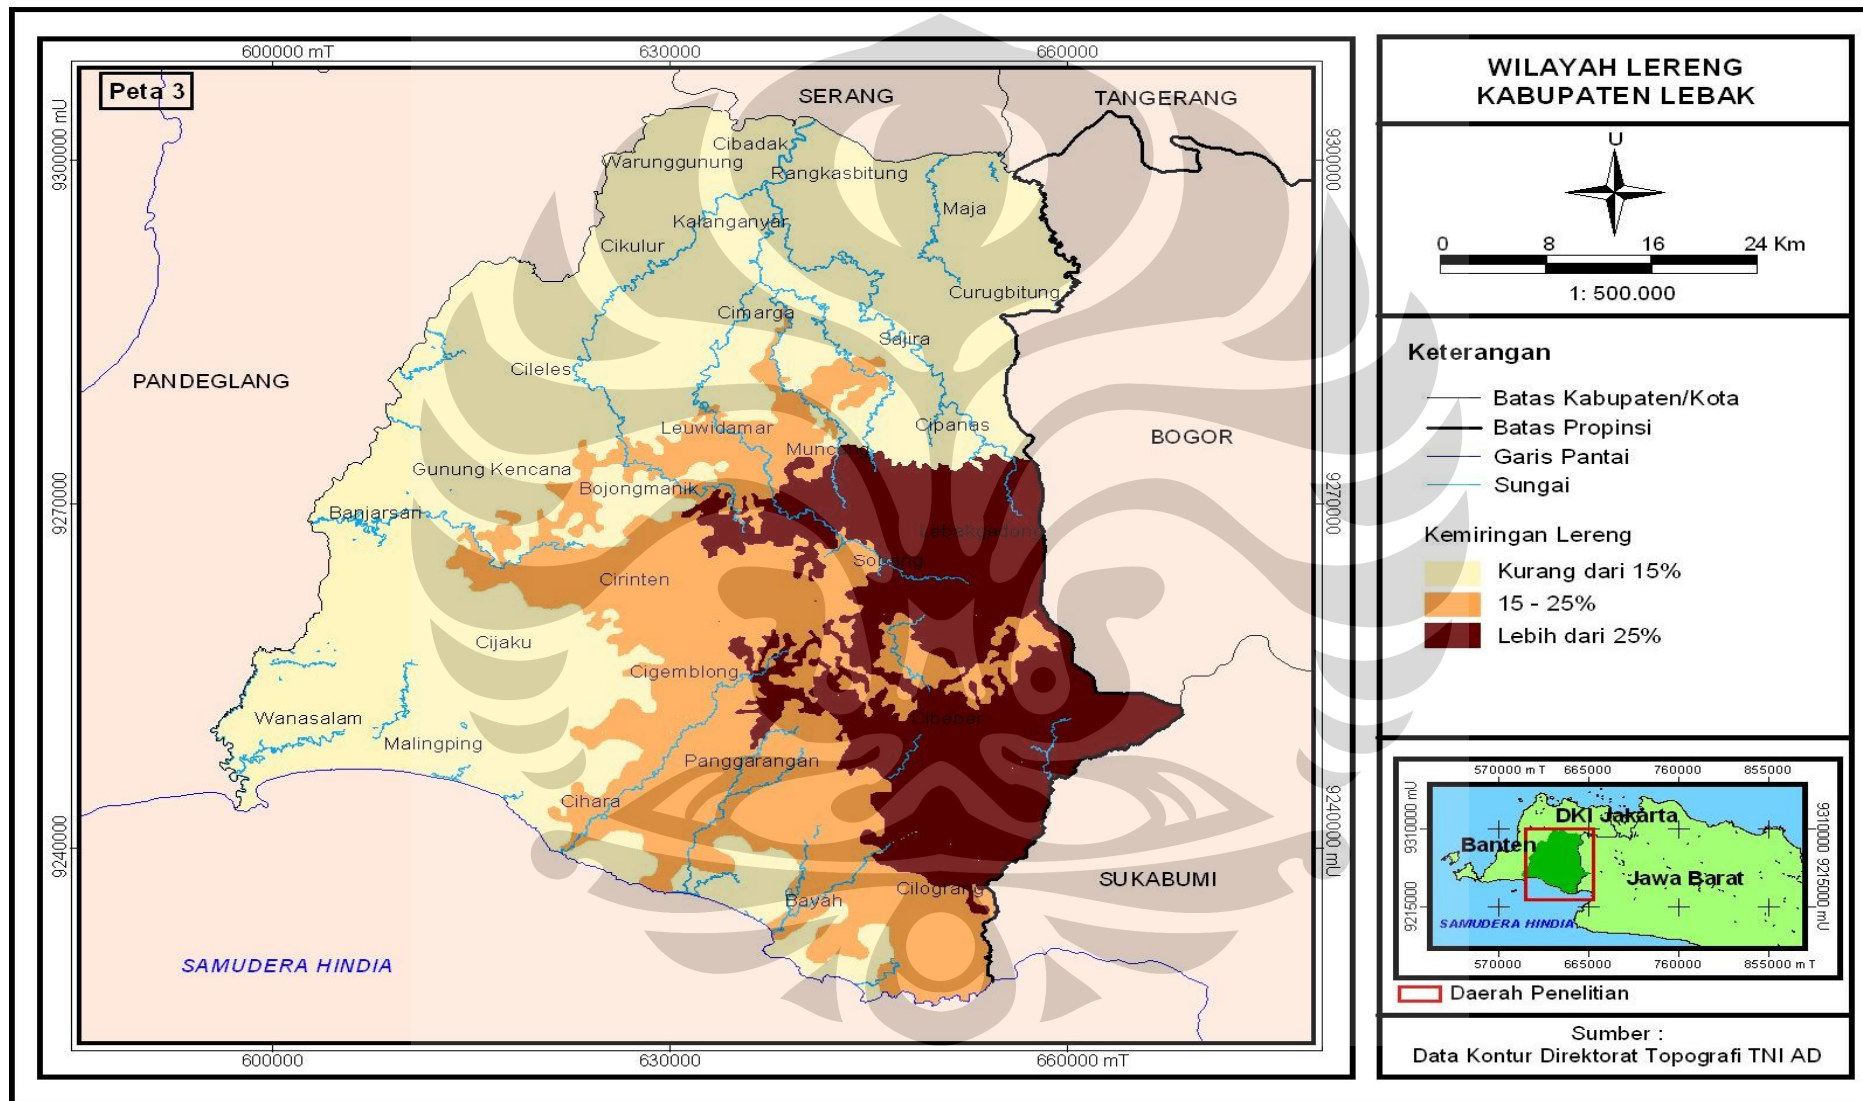 600000 mT
630000
660000
Peta 3
SERANG
TANGERANG
9300000 mU
9300000
Cibadak
Warunggunung
Rangkasbitung
Maja
Kalanganyar
Cikulur
Curugbitung
Cimarga
Sajira
Cileles
PANDEGLANG
Leuwidamar
Cipanas
BOGOR
Muncang
Gunung Kencana
Bojongmanik
9270000
9270000
Banjarsari
Lebakgedong
Sobang
Cirinten
Cijaku
Cigemblong
Wanasalam
Malingping
Cibeber
Panggarangan
Cihara
9240000
9240000 mU
Cilograng
SUKABUMI
Bayah
SAMUDERA HINDIA
600000
630000
660000 mT
WILAYAH LERENG
KABUPATEN LEBAK
U
0 8 16 24 Km
1: 500.000
Keterangan
Batas Kabupaten/Kota
Batas Propinsi
Garis Pantai
Sungai
Kemiringan Lereng
Kurang dari 15%
15 - 25%
Lebih dari 25%
570000 m T 665000 760000 855000
9310000 mU
9310000
DKI Jakarta
Banten
Jawa Barat
9215000
9215000 mU
SAMUDERA HINDIA
570000 665000 760000 855000 m T
Daerah Penelitian
Sumber :
Data Kontur Direktorat Topografi TNI AD